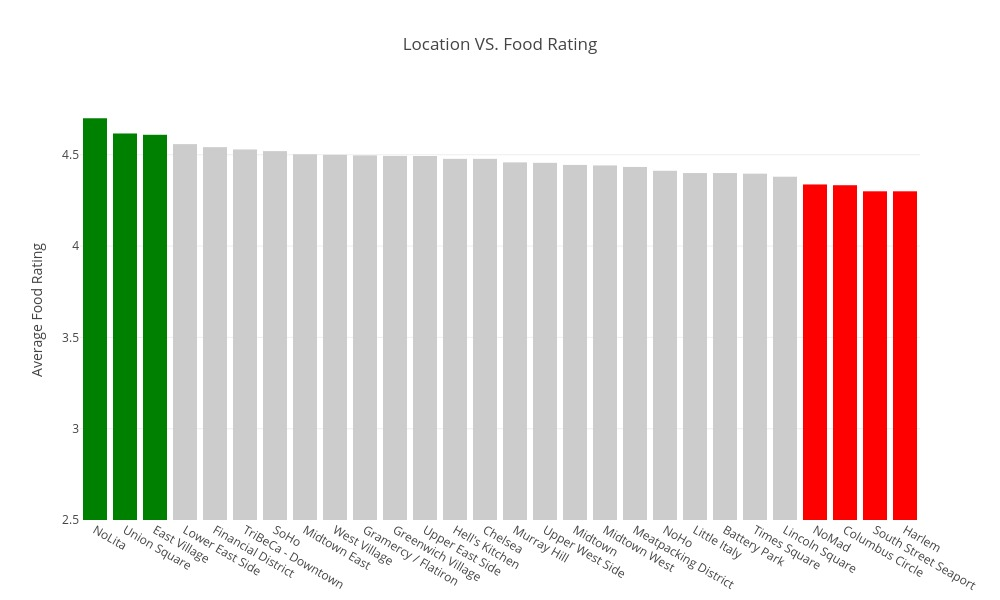 Location VS. Food Rating
Average Food Rating
4.5
4
3.5
3
2.5
NoLita
Union Square
East Village
Lower East Side
Financial District
TriBeCa - Downtown
SoHo
Midtown East
West Village
Gramercy / Flatiron
Greenwich Village
Upper East Side
Hell's Kitchen
Chelsea
Murray Hill
Upper West Side
Midtown
Midtown West
Meatpacking District
NoHo
Little Italy
Battery Park
Times Square
Lincoln Square
NoMad
Columbus Circle
South Street Seaport
Harlem